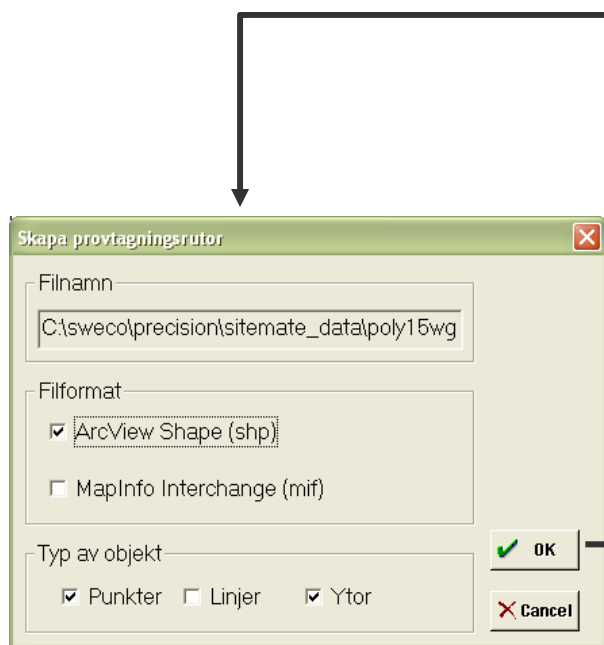 Skapa provtagningsrutor
Filnamn
C:\sweco\precision\sitemate_data\poly15wg
Filformat
ArcView Shape (shp)
MapInfo Interchange (mif)
Typ av objekt
Punkter Linjer Ytor
OK
Cancel